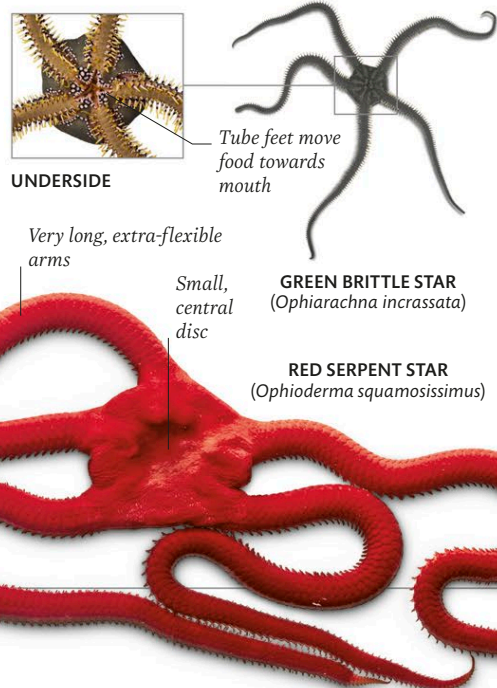 Tube feet move
food towards
mouth
UNDERSIDE
Very long, extra-flexible
arms
Small,
central
disc
GREEN BRITTLE STAR
(Ophiarachna incrassata)
RED SERPENT STAR
(Ophioderma squamosissimus)